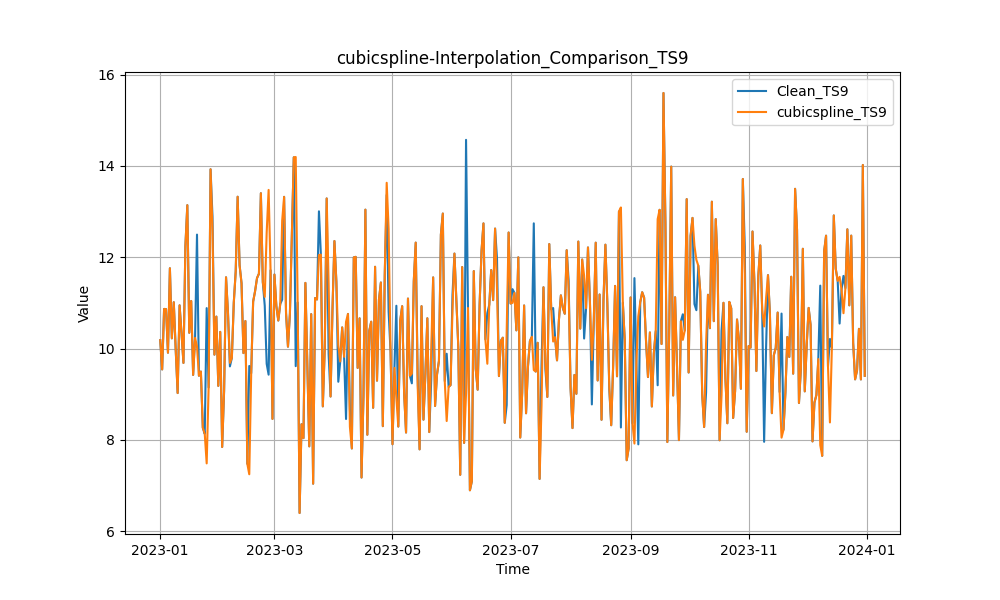 cubicspline-Interpolation_Comparison_TS9
Clean_TS9
cubicspline_TS9
Value
16
14
12
10
8
6
2023-01
2023-03
2023-05
2023-07
2023-09
2023-11
2024-01
Time